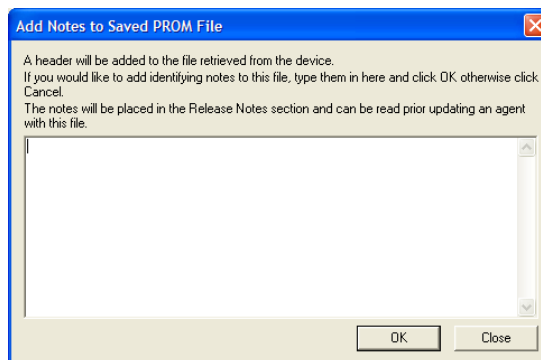 Add Notes to Saved PROM File
A header will be added to the file retrieved from the device.
If you would like to add identifying notes to this file, type them in here and click OK otherwise click
Cancel.
The notes will be placed in the Release Notes section and can be read prior updating an agent
with this file.
OK
Close